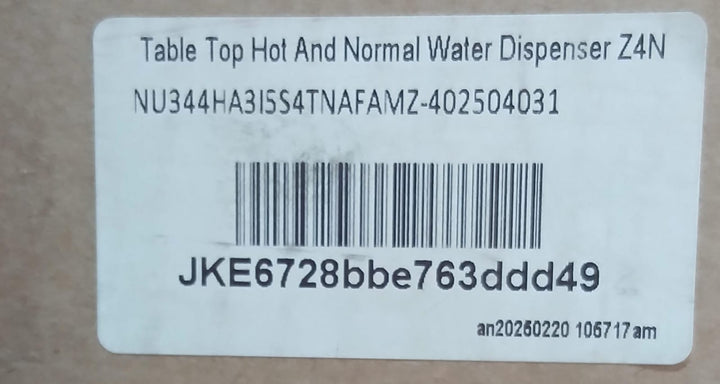 Table Top Hot And Normal Water Dispenser Z4N
NU344HA3I5S4TNAFAMZ-402504031
JKE6728bbe763ddd49
an20260220 106717am